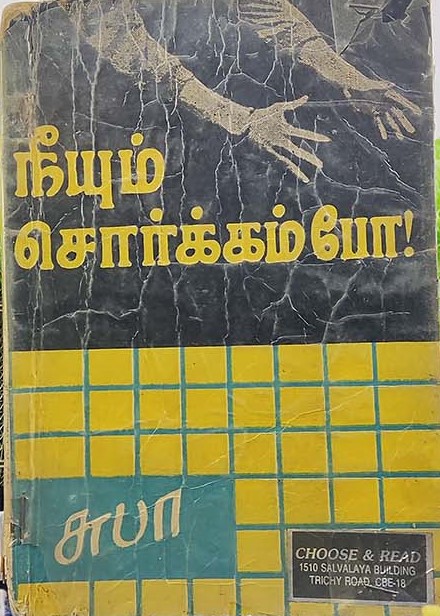 நீயும்
சொர்க்கம் போ!
சுபா
CHOOSE & READ
1510 SALVALAYA BUILDING
TRICHY ROAD, CBE-18